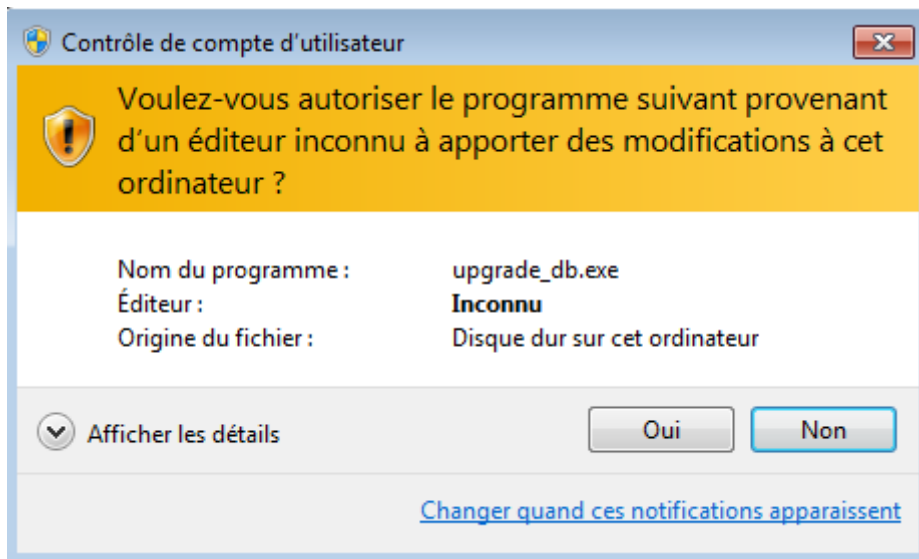 Contrôle de compte d'utilisateur
Voulez-vous autoriser le programme suivant provenant
d'un éditeur inconnu à apporter des modifications à cet
ordinateur ?
Nom du programme : upgrade_db.exe
Éditeur : Inconnu
Origine du fichier : Disque dur sur cet ordinateur
Afficher les détails Oui Non
Changer quand ces notifications apparaissent